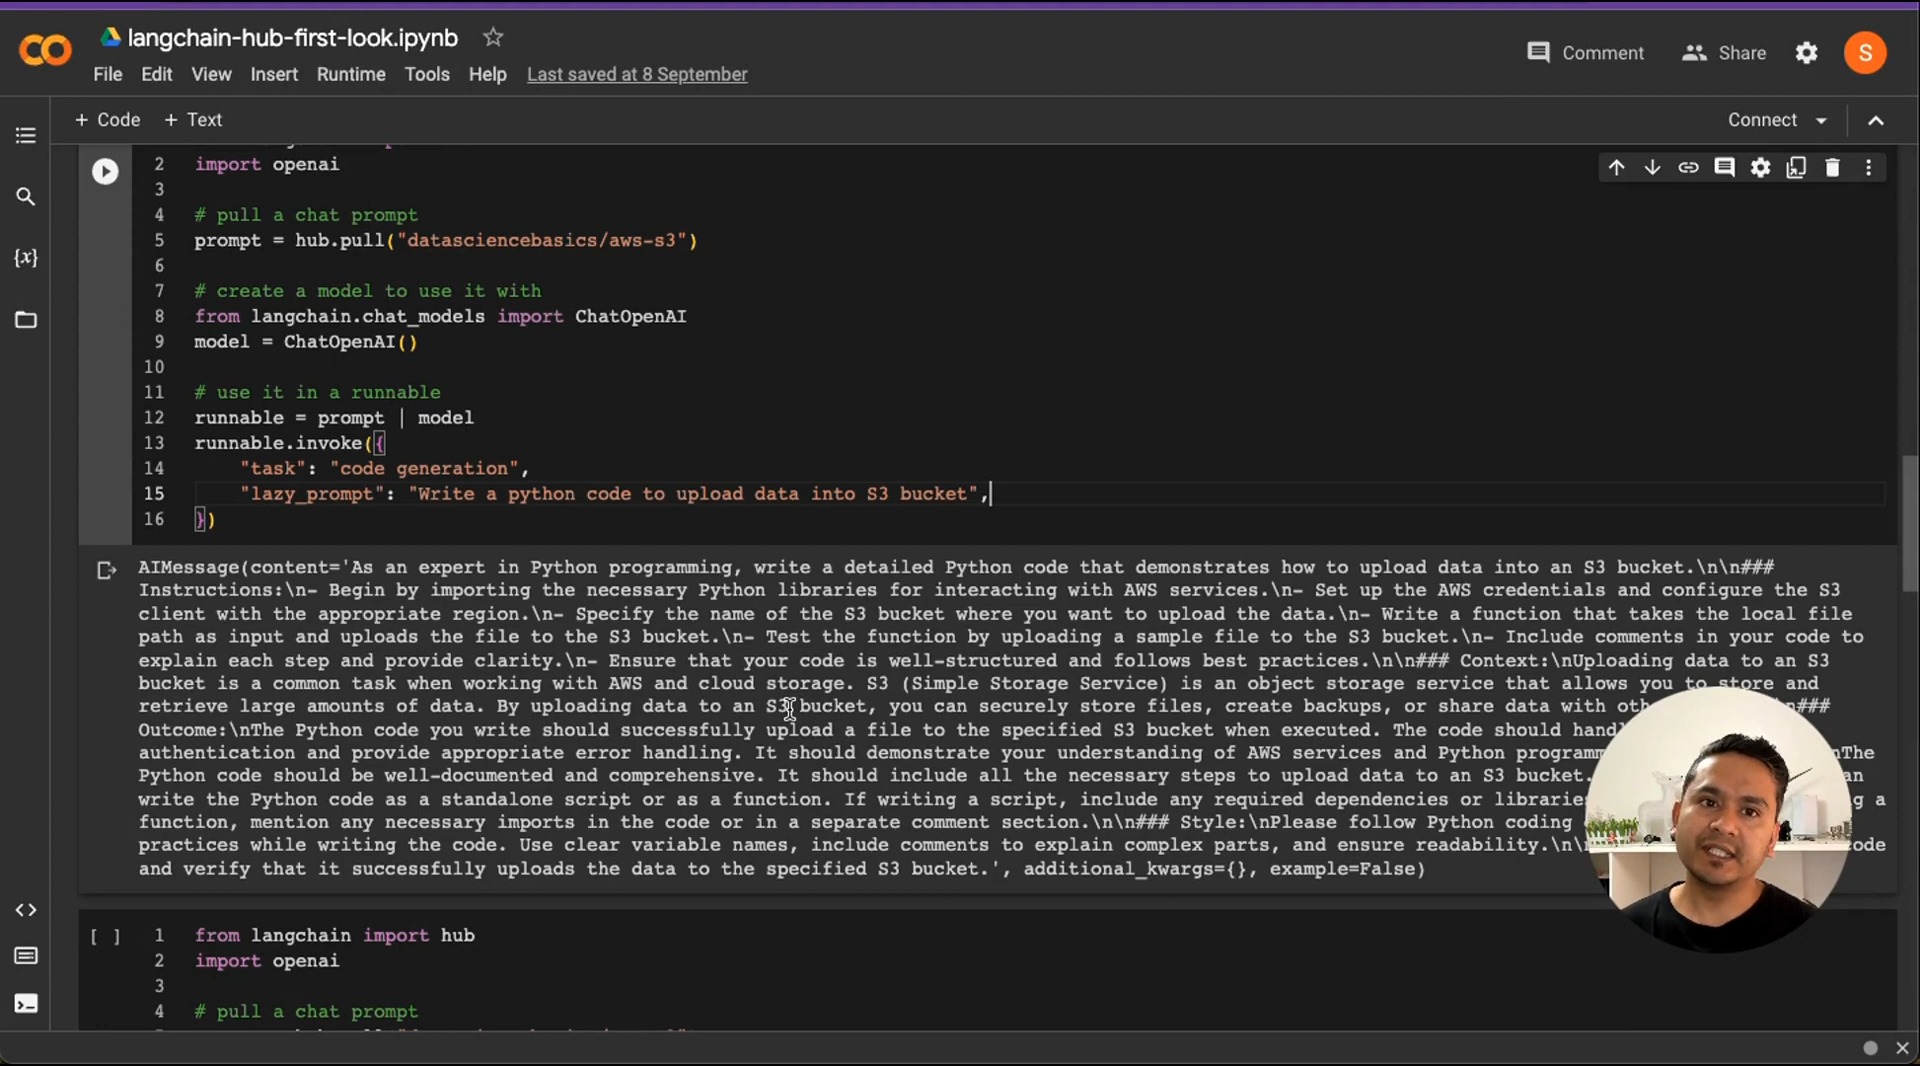 langchain-hub-first-look.ipynb
Comment
Share
S
File Edit View Insert Runtime Tools Help Last saved at 8 September
+ Code + Text
Connect
2 import openai
3
4 # pull a chat prompt
5 prompt = hub.pull("datasciencebasics/aws-s3")
6
7 # create a model to use it with
8 from langchain.chat_models import ChatOpenAI
9 model = ChatOpenAI()
10
11 # use it in a runnable
12 runnable = prompt | model
13 runnable.invoke({
14 "task": "code generation",
15 "lazy_prompt": "Write a python code to upload data into S3 bucket",
16 })
AIMessage(content='As an expert in Python programming, write a detailed Python code that demonstrates how to upload data into an S3 bucket.\n\n###
Instructions:\n- Begin by importing the necessary Python libraries for interacting with AWS services.\n- Set up the AWS credentials and configure the S3
client with the appropriate region.\n- Specify the name of the S3 bucket where you want to upload the data.\n- Write a function that takes the local file
path as input and uploads the file to the S3 bucket.\n- Test the function by uploading a sample file to the S3 bucket.\n- Include comments in your code to
explain each step and provide clarity.\n- Ensure that your code is well-structured and follows best practices.\n\n### Context:\nUploading data to an S3
bucket is a common task when working with AWS and cloud storage. S3 (Simple Storage Service) is an object storage service that allows you to store and
retrieve large amounts of data. By uploading data to an S3 bucket, you can securely store files, create backups, or share data with ###
Outcome:\nThe Python code you write should successfully upload a file to the specified S3 bucket when executed. The code should
authentication and provide appropriate error handling. It should demonstrate your understanding of AWS services and Python nThe
Python code should be well-documented and comprehensive. It should include all the necessary steps to upload data to an S3 bucket. an
write the Python code as a standalone script or as a function. If writing a script, include any required dependencies or a
function, mention any necessary imports in the code or in a separate comment section.\n\n### Style:\nPlease follow Python coding
practices while writing the code. Use clear variable names, include comments to explain complex parts, and ensure readability.\n\ code
and verify that it successfully uploads the data to the specified S3 bucket.', additional_kwargs={}, example=False)
[ ] 1 from langchain import hub
2 import openai
3
4 # pull a chat prompt